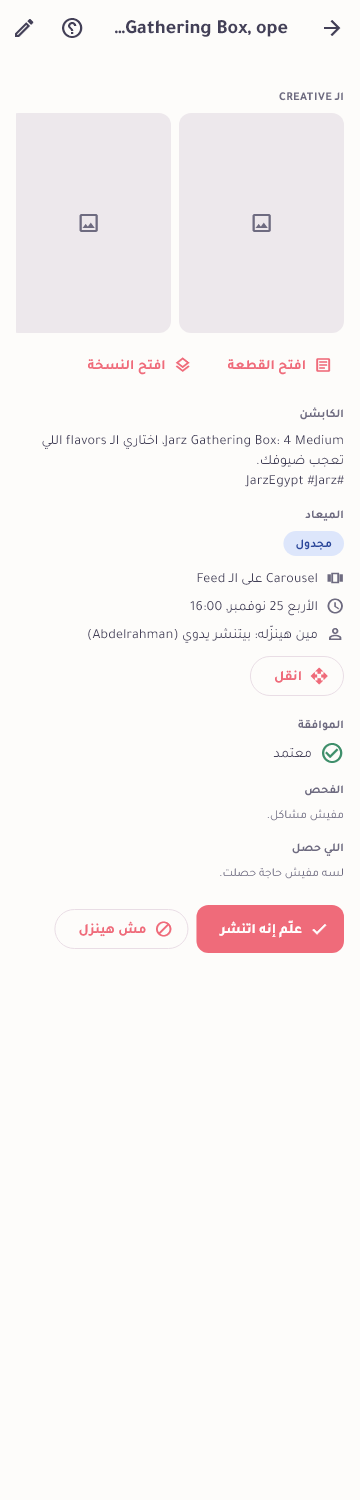 Gathering Box, ope...
الـ CREATIVE
افتح القطعة
افتح النسخة
الكابشن
Jarz Gathering Box: 4 Medium. اختاري الـ flavors اللي
تعجب ضيوفك.
#Jarz #JarzEgypt
الميعاد
مجدول
Carousel على الـ Feed
الأربع 25 نوفمبر, 16:00
مين هينزّله: بيتنشر يدوي (Abdelrahman)
انقل
الموافقة
معتمد
الفحص
مفيش مشاكل.
اللي حصل
لسه مفيش حاجة حصلت.
علّم إنه اتنشر
مش هينزل